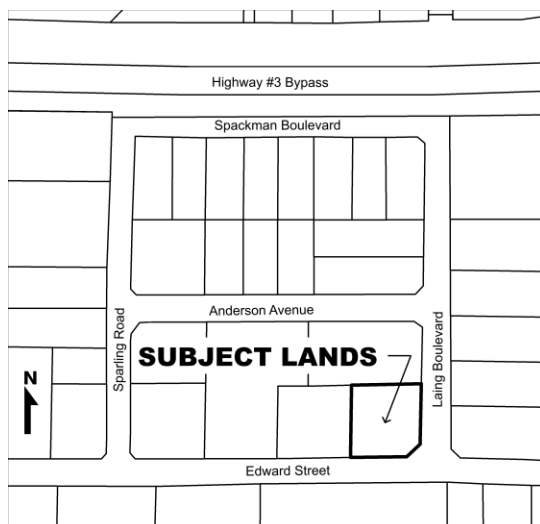 Highway #3 Bypass
Spackman Boulevard
Anderson Avenue
Sparling Road
SUBJECT LANDS
Laing Boulevard
N
Edward Street